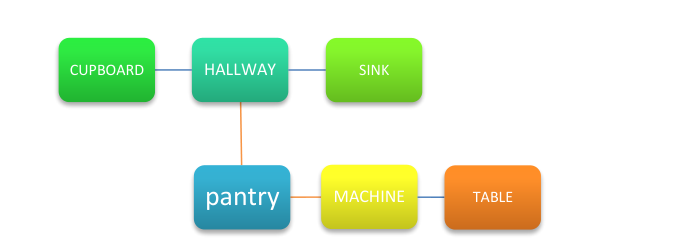 CUPBOARD
HALLWAY
SINK
pantry
MACHINE
TABLE